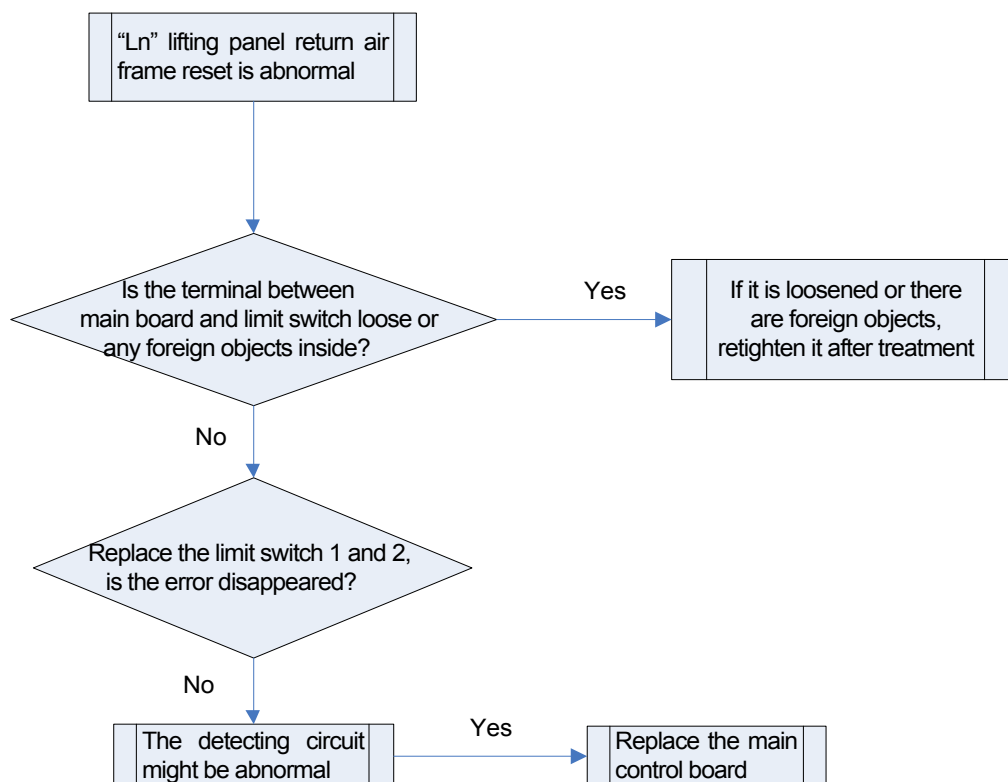 “Ln” lifting panel return air
frame reset is abnormal
Is the terminal between
main board and limit switch loose or
any foreign objects inside?
Yes
If it is loosened or there
are foreign objects,
retighten it after treatment
No
Replace the limit switch 1 and 2,
is the error disappeared?
No
The detecting circuit
might be abnormal
Yes
Replace the main
control board